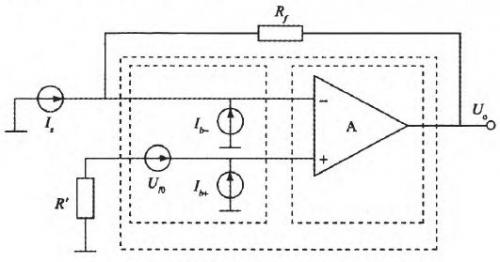 R_f
I_s
I_b-
−
A
+
U_o
U_f0
I_b+
R'